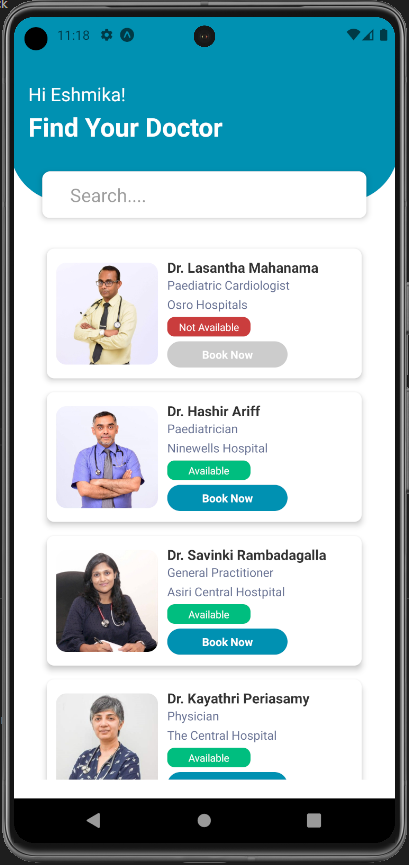 ck
11:18
Hi Eshmika!
Find Your Doctor
Search....
Dr. Lasantha Mahanama
Paediatric Cardiologist
Osro Hospitals
Not Available
Book Now
Dr. Hashir Ariff
Paediatrician
Ninewells Hospital
Available
Book Now
Dr. Savinki Rambadagalla
General Practitioner
Asiri Central Hostpital
Available
Book Now
Dr. Kayathri Periasamy
Physician
The Central Hospital
Available